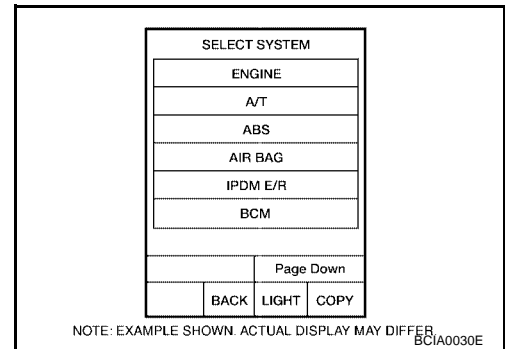 SELECT SYSTEM
ENGINE
A/T
ABS
AIR BAG
IPDM E/R
BCM
Page Down
BACK LIGHT COPY
NOTE: EXAMPLE SHOWN. ACTUAL DISPLAY MAY DIFFER.
BCIA0030E